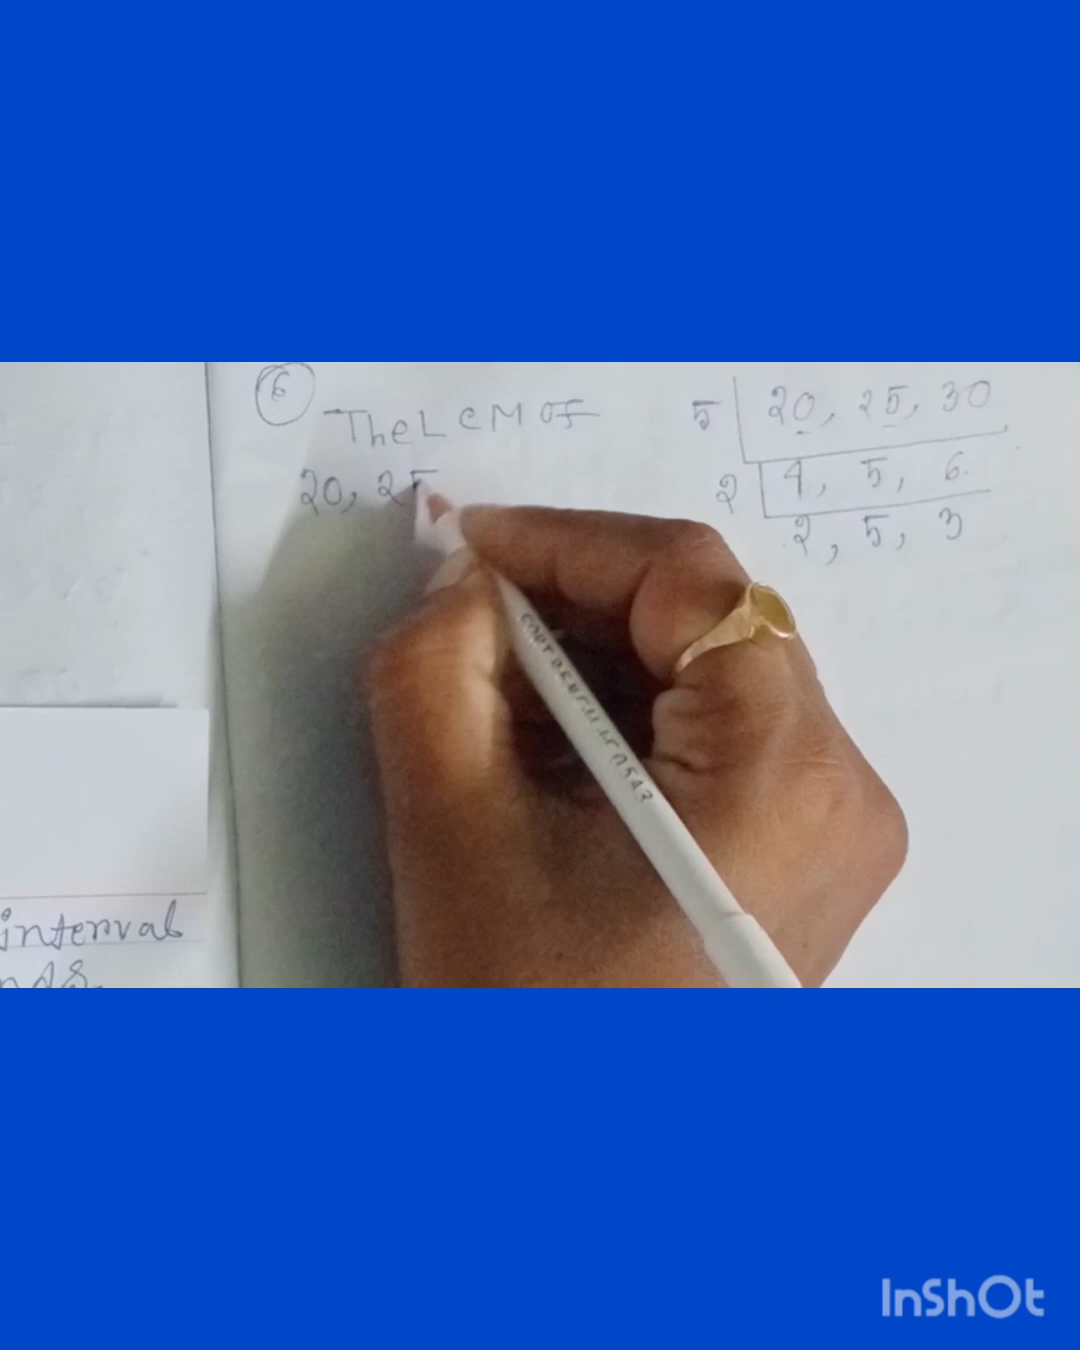 6
The LCM OF
20, 25
5 20, 25, 30
2 4, 5, 6
2, 5, 3
interval
InShOt